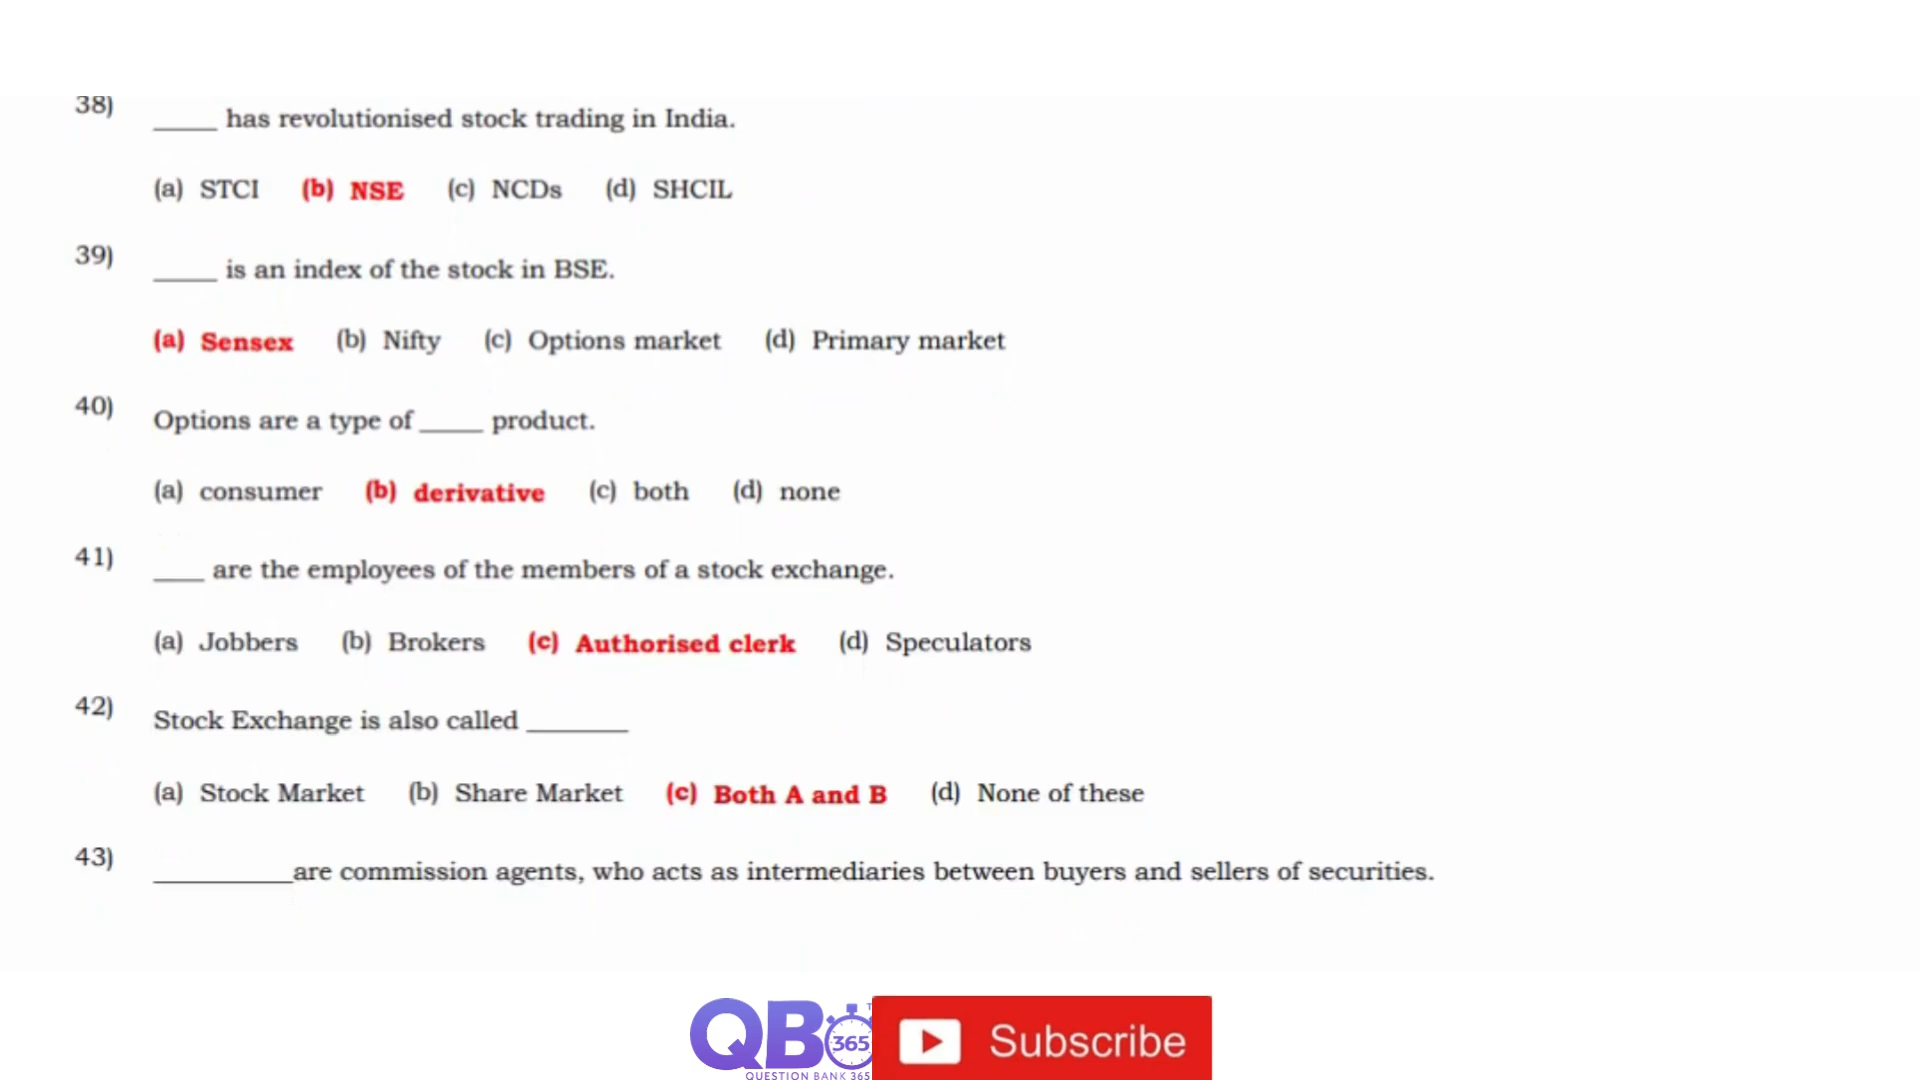 38) _____ has revolutionised stock trading in India.
(a) STCI (b) NSE (c) NCDs (d) SHCIL
39) _____ is an index of the stock in BSE.
(a) Sensex (b) Nifty (c) Options market (d) Primary market
40) Options are a type of _____ product.
(a) consumer (b) derivative (c) both (d) none
41) ____ are the employees of the members of a stock exchange.
(a) Jobbers (b) Brokers (c) Authorised clerk (d) Speculators
42) Stock Exchange is also called ________
(a) Stock Market (b) Share Market (c) Both A and B (d) None of these
43) ___________are commission agents, who acts as intermediaries between buyers and sellers of securities.
QB 365
QUESTION BANK 365
Subscribe